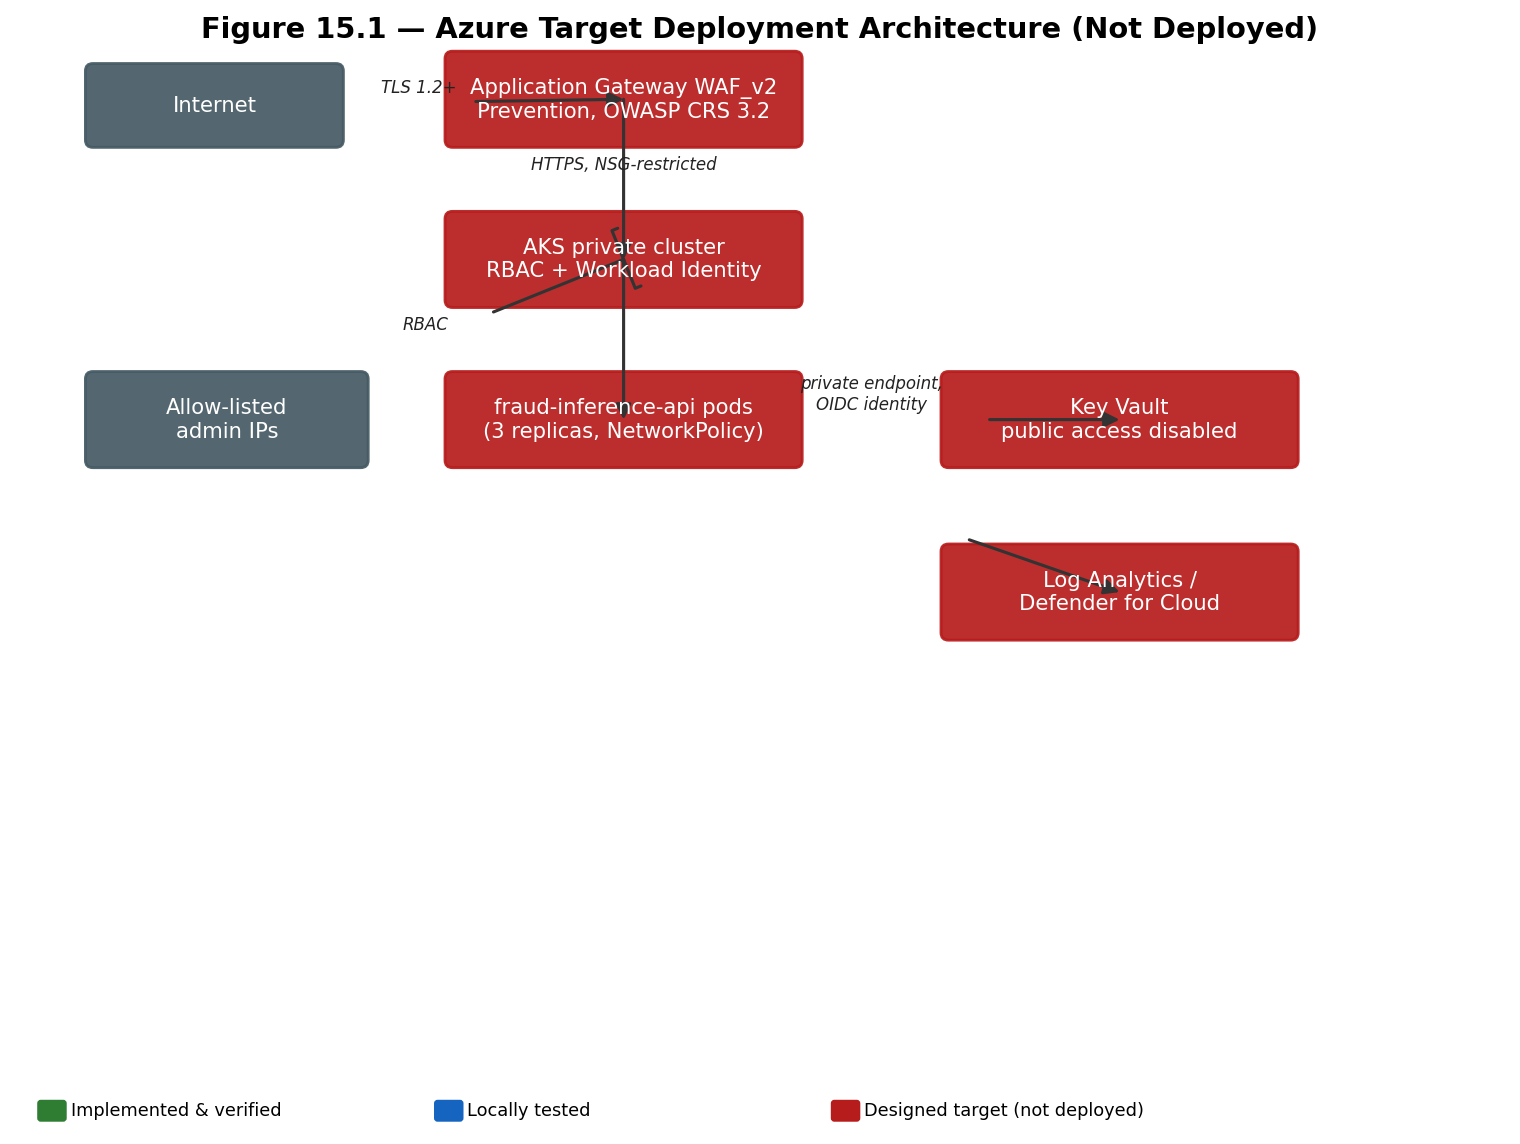 Figure 15.1 — Azure Target Deployment Architecture (Not Deployed)
Internet
TLS 1.2+
Application Gateway WAF_v2
Prevention, OWASP CRS 3.2
HTTPS, NSG-restricted
AKS private cluster
RBAC + Workload Identity
RBAC
Allow-listed
admin IPs
fraud-inference-api pods
(3 replicas, NetworkPolicy)
private endpoint,
OIDC identity
Key Vault
public access disabled
Log Analytics /
Defender for Cloud
Implemented & verified
Locally tested
Designed target (not deployed)